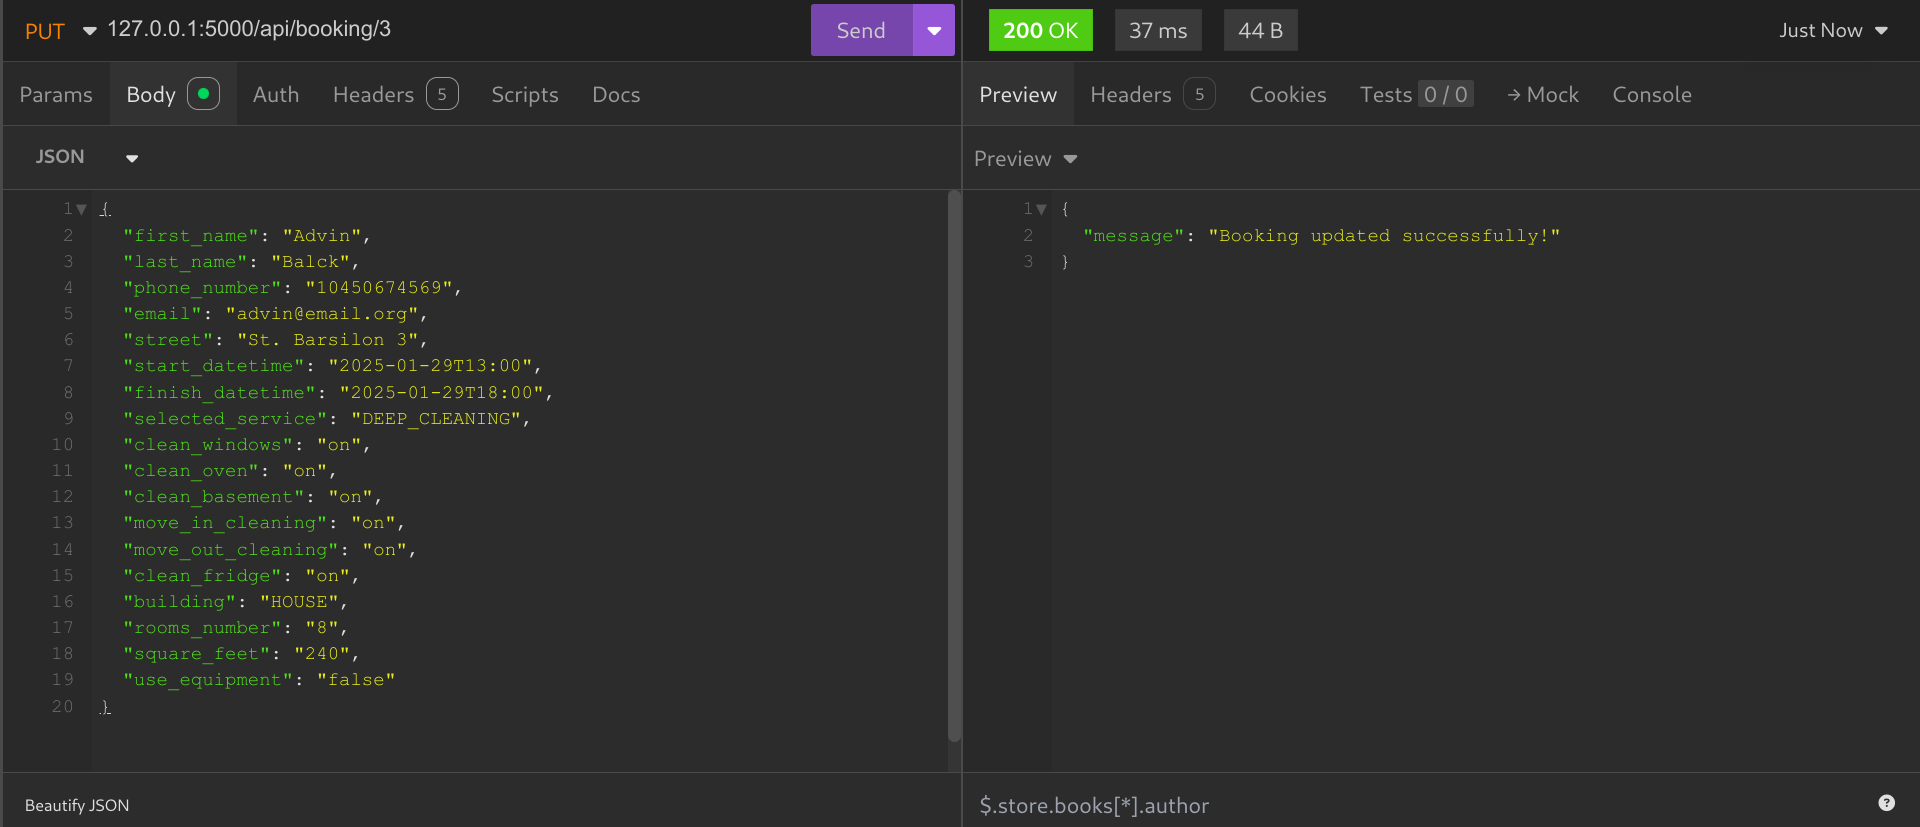 PUT 127.0.0.1:5000/api/booking/3 Send
Params Body Auth Headers 5 Scripts Docs
JSON
1 {
2 "first_name": "Advin",
3 "last_name": "Balck",
4 "phone_number": "10450674569",
5 "email": "advin@email.org",
6 "street": "St. Barsilon 3",
7 "start_datetime": "2025-01-29T13:00",
8 "finish_datetime": "2025-01-29T18:00",
9 "selected_service": "DEEP_CLEANING",
10 "clean_windows": "on",
11 "clean_oven": "on",
12 "clean_basement": "on",
13 "move_in_cleaning": "on",
14 "move_out_cleaning": "on",
15 "clean_fridge": "on",
16 "building": "HOUSE",
17 "rooms_number": "8",
18 "square_feet": "240",
19 "use_equipment": "false"
20 }
Beautify JSON
200 OK 37 ms 44 B Just Now
Preview Headers 5 Cookies Tests 0 / 0 → Mock Console
Preview
1 {
2 "message": "Booking updated successfully!"
3 }
$.store.books[*].author ?